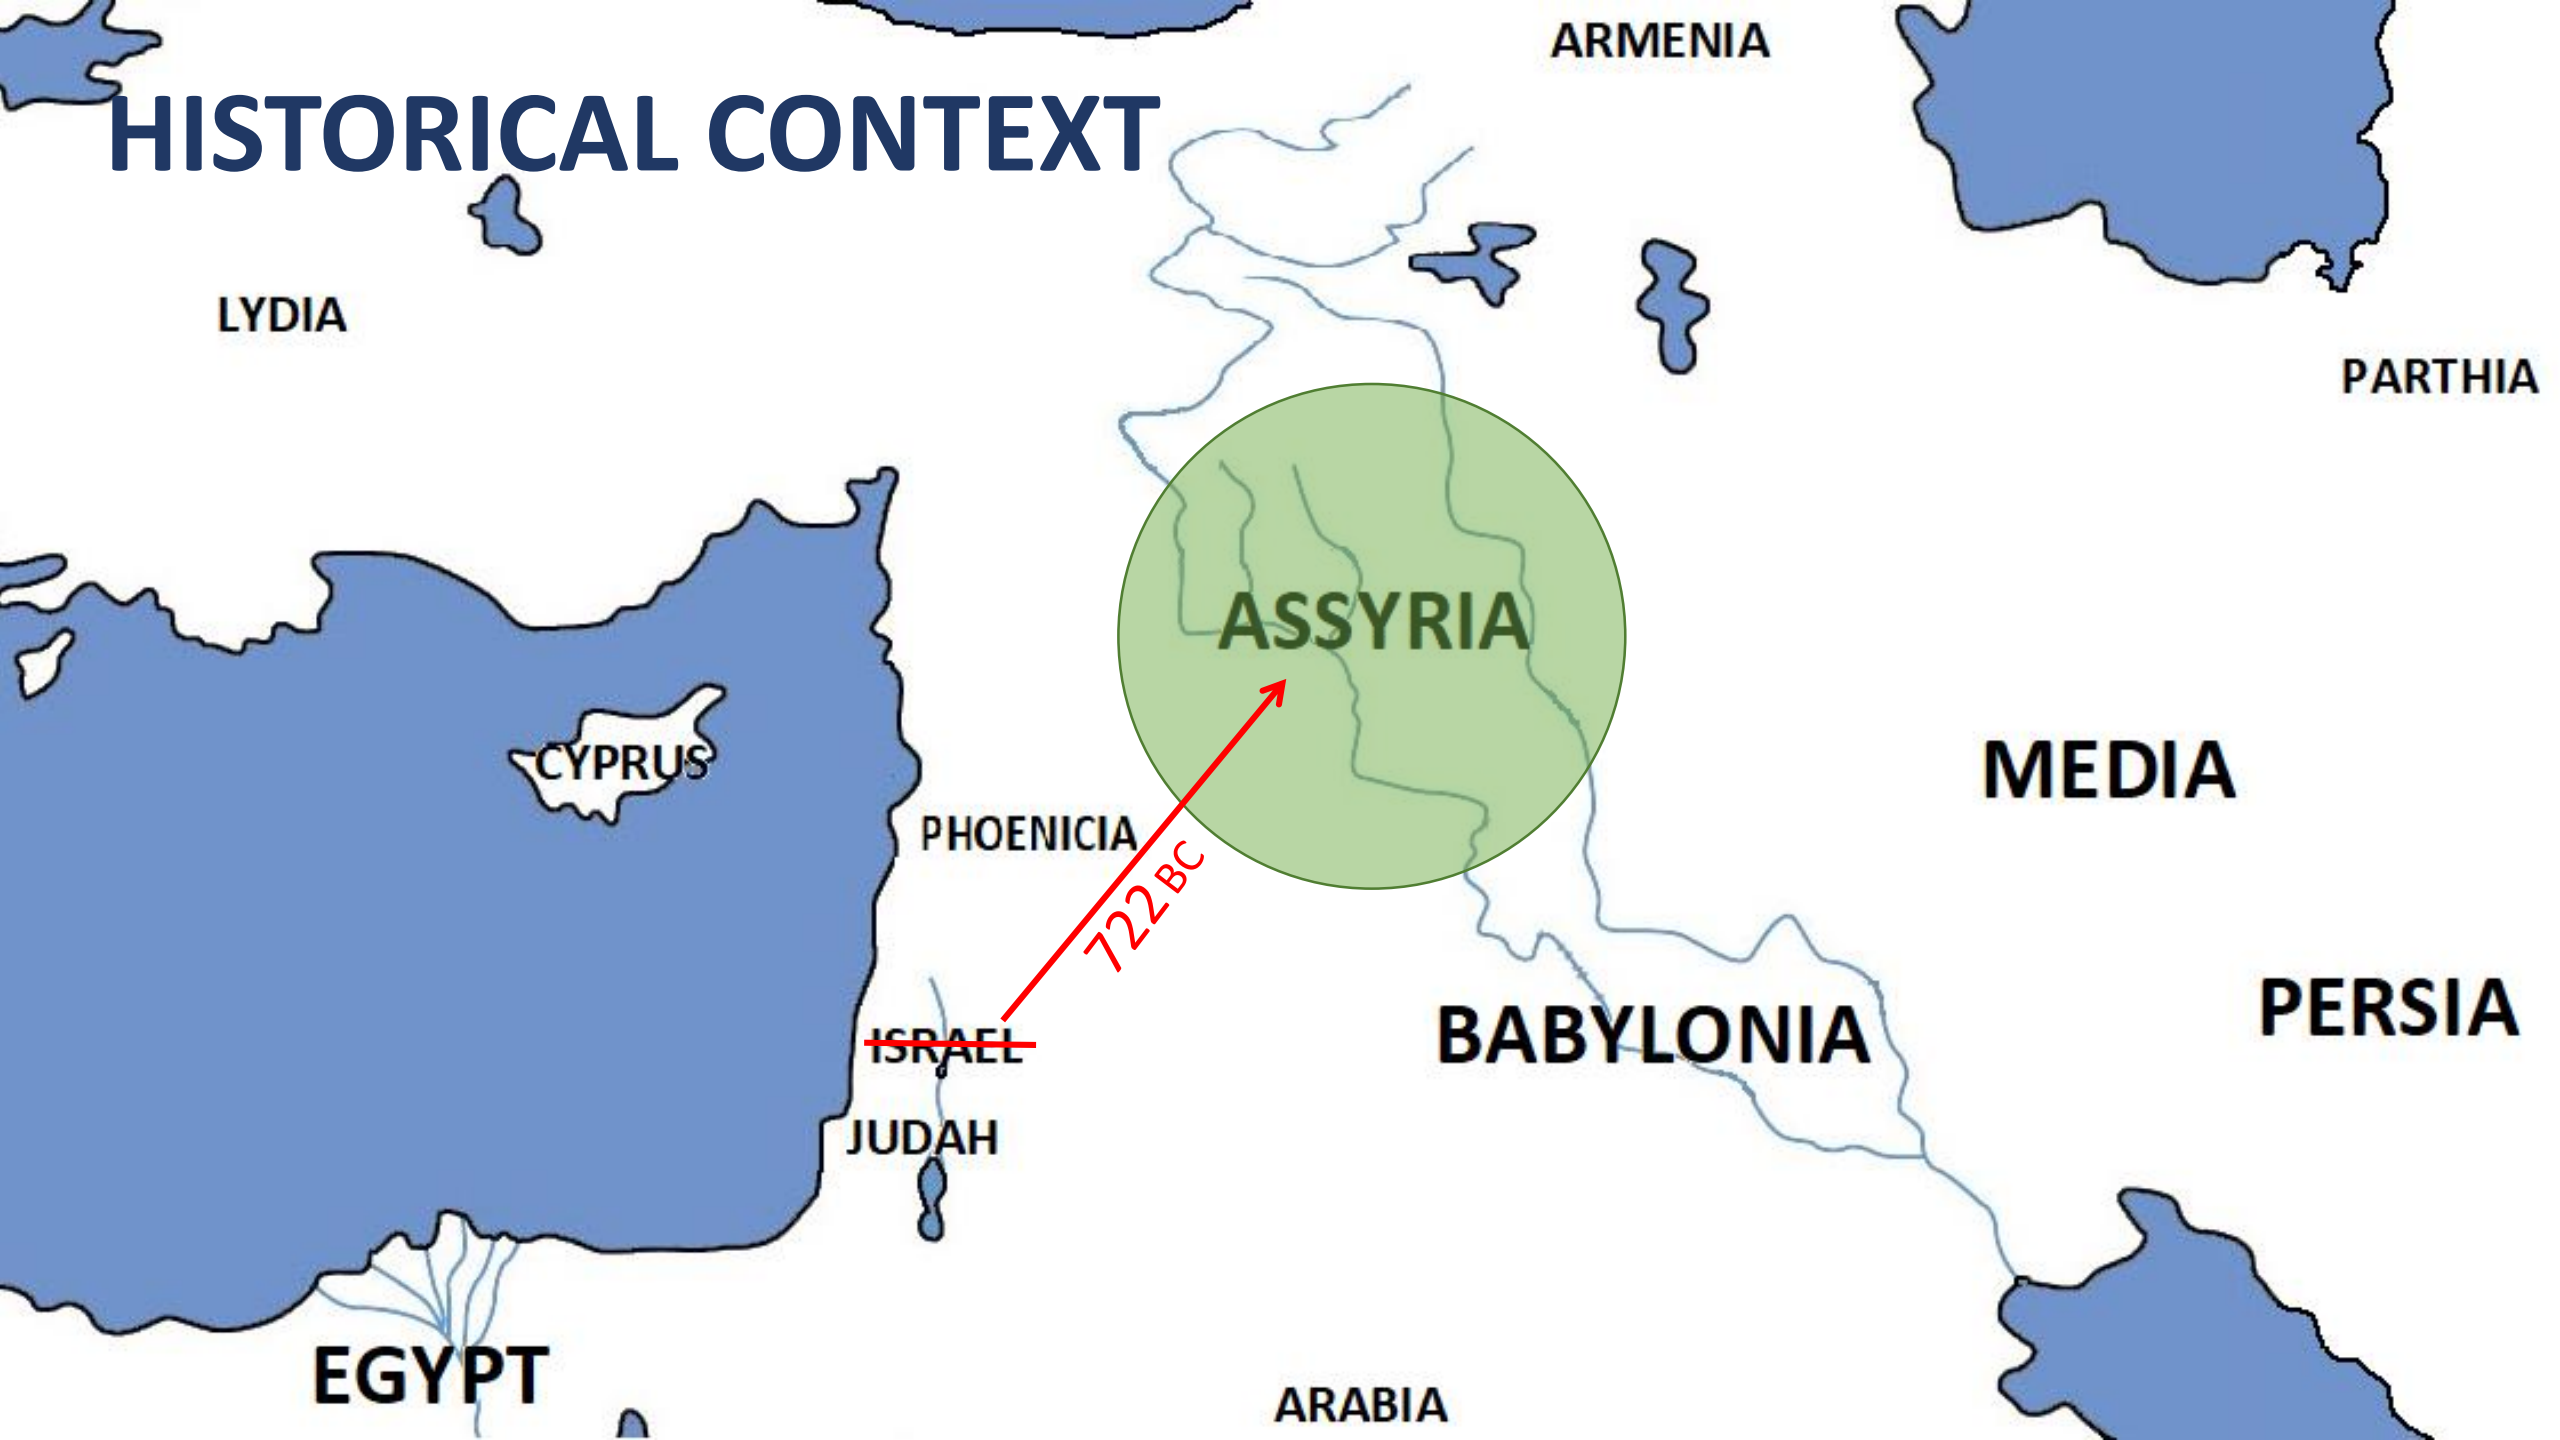 ARMENIA
HISTORICAL CONTEXT
LYDIA
PARTHIA
ASSYRIA
CYPRUS
MEDIA
PHOENICIA
722 BC
PERSIA
ISRAEL
BABYLONIA
JUDAH
EGYPT
ARABIA